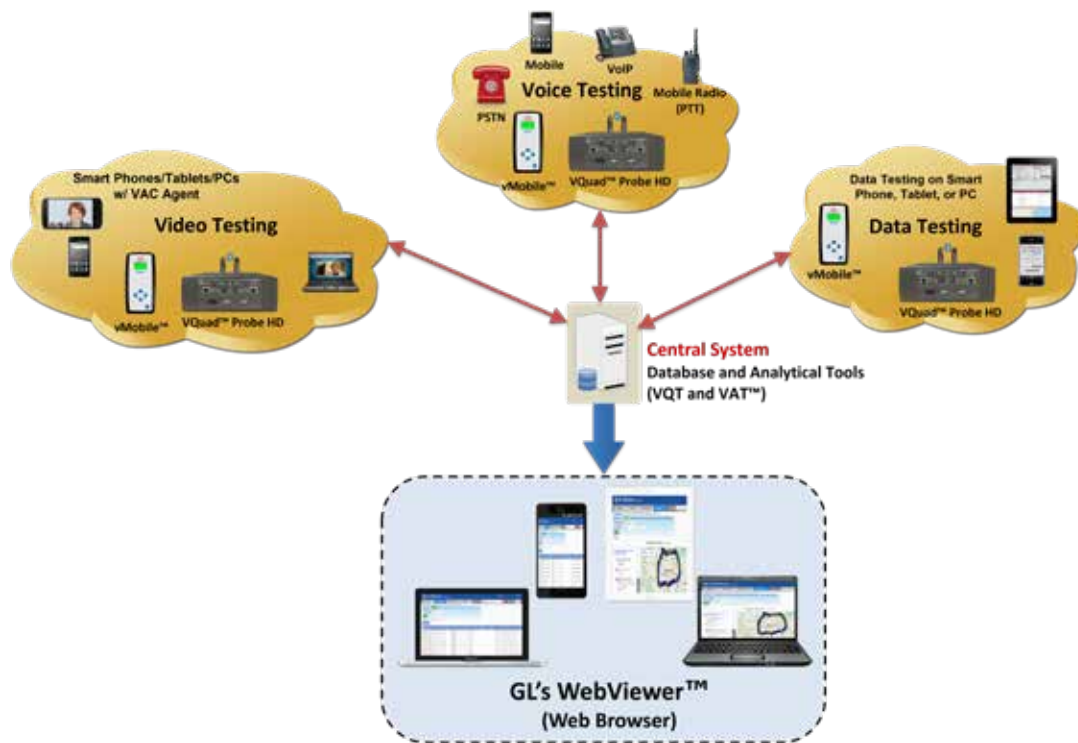 Mobile
VoIP
Voice Testing
Mobile Radio
(PTT)
PSTN
vMobile™
VQuad™ Probe HD
Smart Phones/Tablets/PCs
w/ VAC Agent
Video Testing
vMobile™
VQuad™ Probe HD
Data Testing on Smart
Phone, Tablet, or PC
Data Testing
vMobile™
VQuad™ Probe HD
Central System
Database and Analytical Tools
(VQT and VAT™)
GL's WebViewer™
(Web Browser)